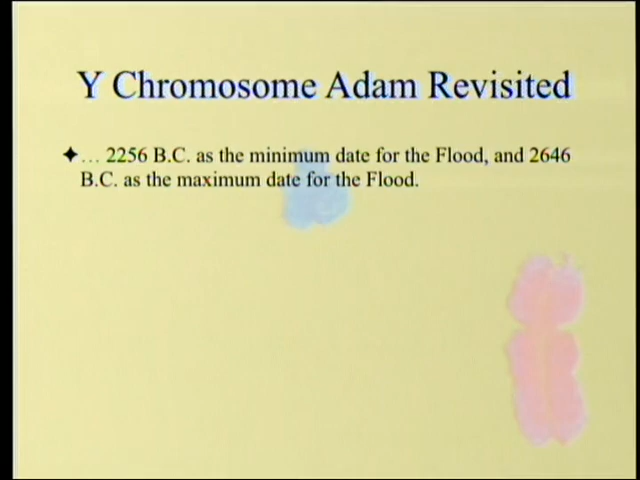 Y Chromosome Adam Revisited
✦… 2256 B.C. as the minimum date for the Flood, and 2646
B.C. as the maximum date for the Flood.